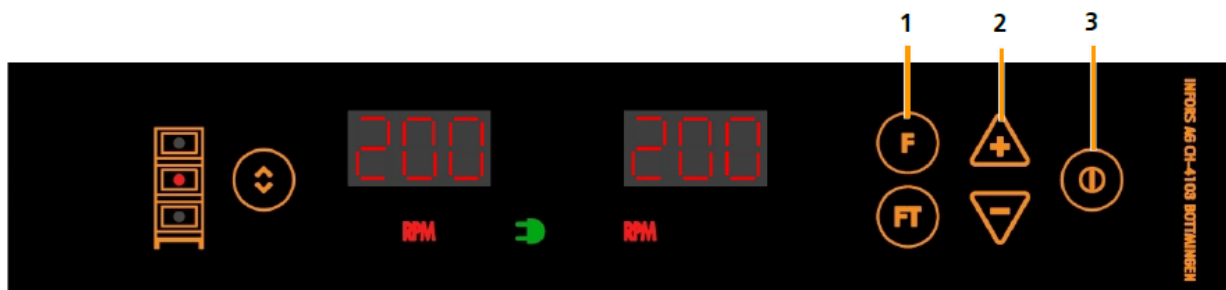 1 2 3
200 200
F
FT
RPM RPM
INFORS AG CH-4103 BOTTMINGEN